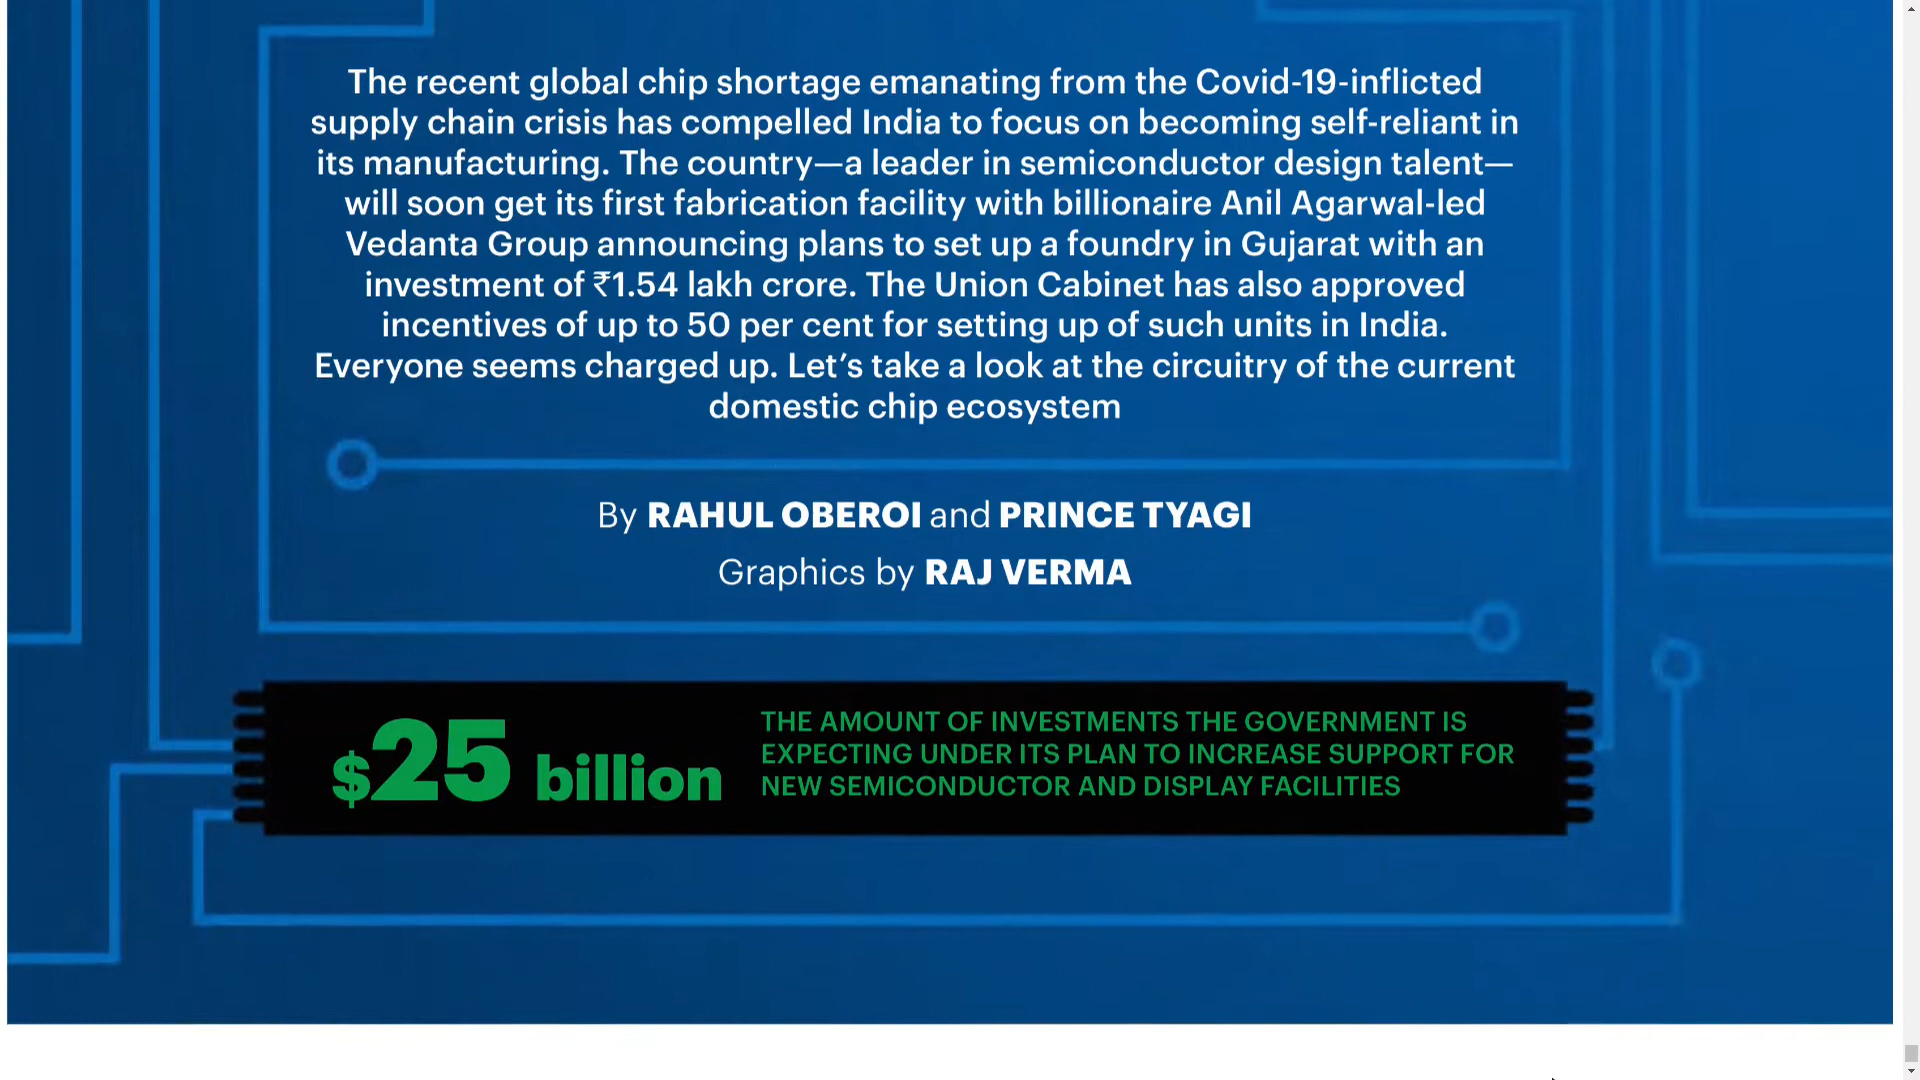 The recent global chip shortage emanating from the Covid-19-inflicted
supply chain crisis has compelled India to focus on becoming self-reliant in
its manufacturing. The country—a leader in semiconductor design talent—
will soon get its first fabrication facility with billionaire Anil Agarwal-led
Vedanta Group announcing plans to set up a foundry in Gujarat with an
investment of ₹1.54 lakh crore. The Union Cabinet has also approved
incentives of up to 50 per cent for setting up of such units in India.
Everyone seems charged up. Let’s take a look at the circuitry of the current
domestic chip ecosystem
By RAHUL OBEROI and PRINCE TYAGI
Graphics by RAJ VERMA
$25 billion
THE AMOUNT OF INVESTMENTS THE GOVERNMENT IS
EXPECTING UNDER ITS PLAN TO INCREASE SUPPORT FOR
NEW SEMICONDUCTOR AND DISPLAY FACILITIES